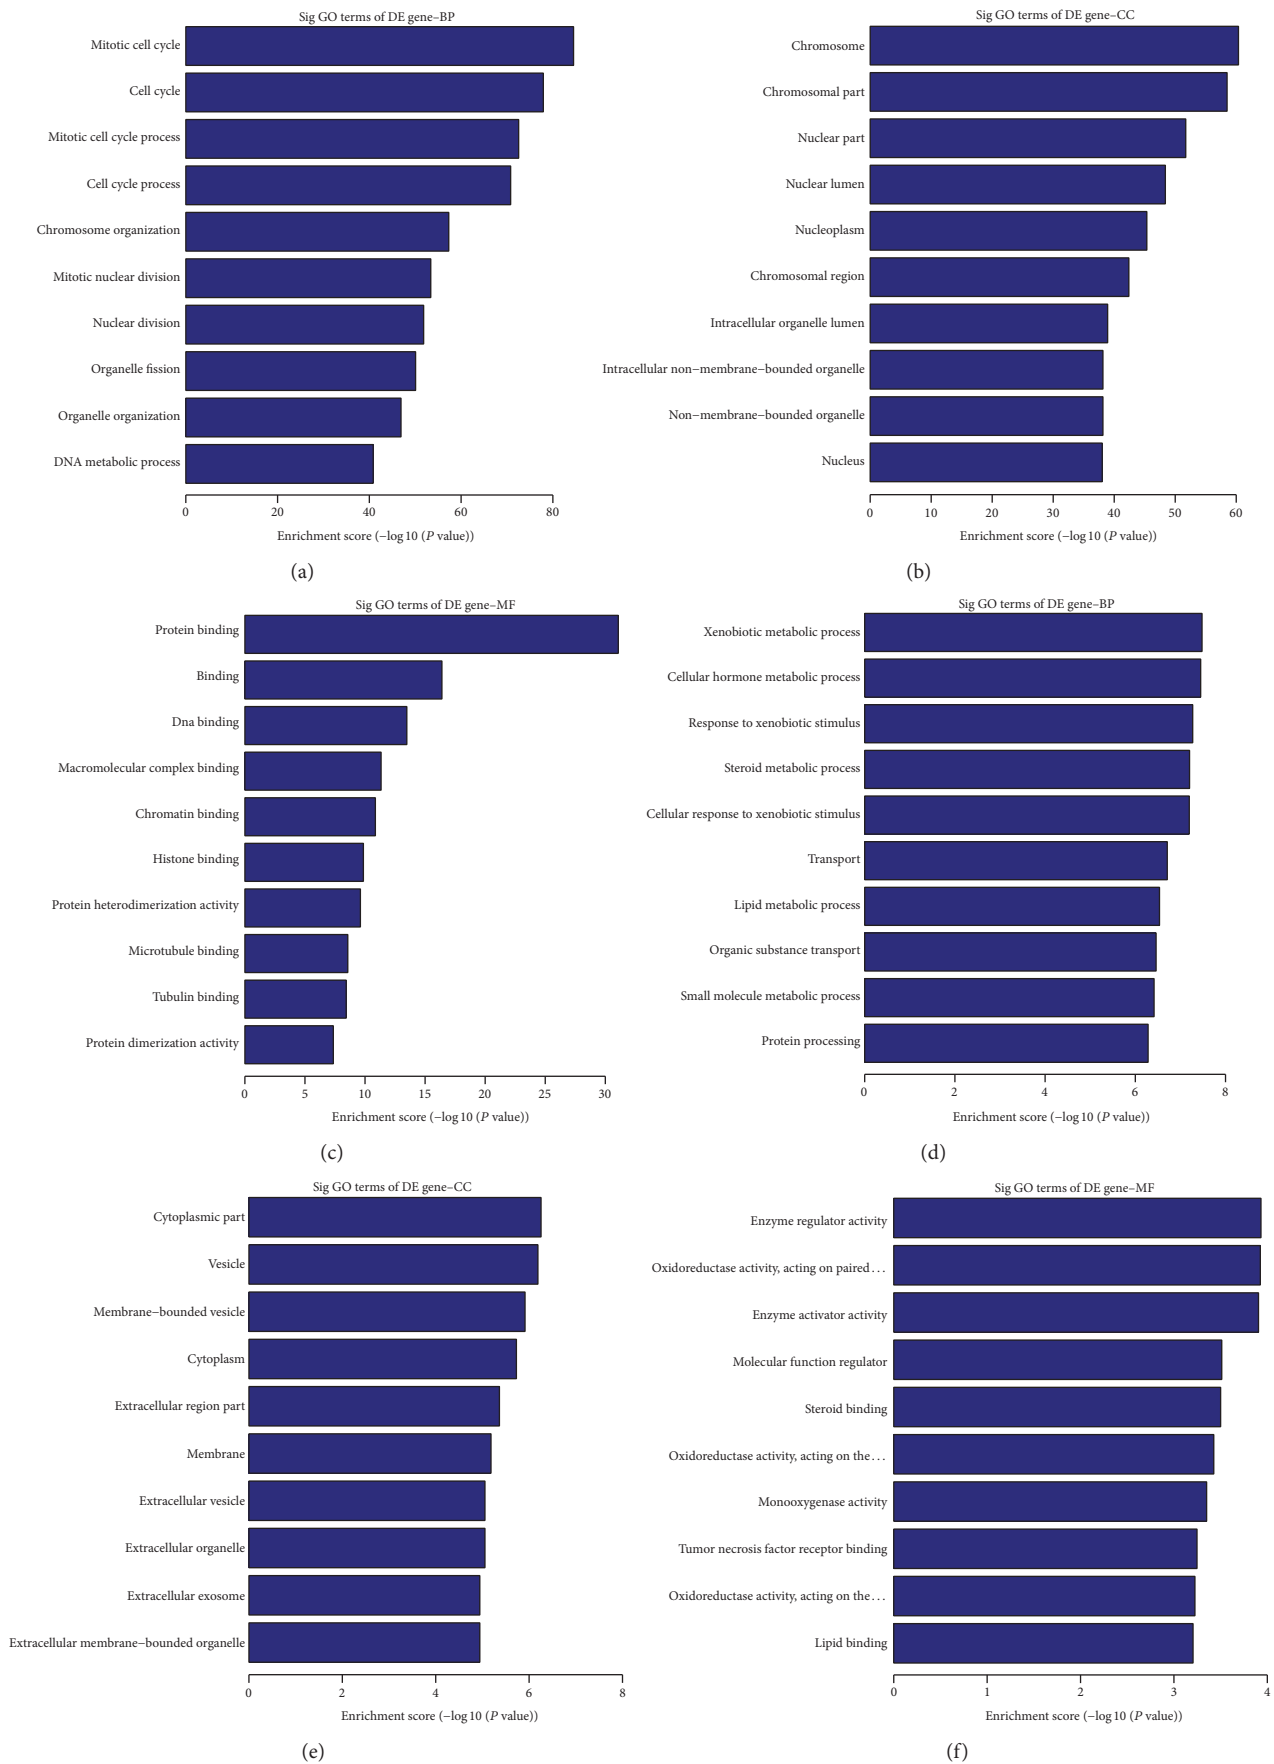 Sig GO terms of DE gene–BP
Mitotic cell cycle
Cell cycle
Mitotic cell cycle process
Cell cycle process
Chromosome organization
Mitotic nuclear division
Nuclear division
Organelle fission
Organelle organization
DNA metabolic process
0 20 40 60 80
Enrichment score (−log 10 (P value))
(a)
Sig GO terms of DE gene–CC
Chromosome
Chromosomal part
Nuclear part
Nuclear lumen
Nucleoplasm
Chromosomal region
Intracellular organelle lumen
Intracellular non−membrane−bounded organelle
Non−membrane−bounded organelle
Nucleus
0 10 20 30 40 50 60
Enrichment score (−log 10 (P value))
(b)
Sig GO terms of DE gene–MF
Protein binding
Binding
Dna binding
Macromolecular complex binding
Chromatin binding
Histone binding
Protein heterodimerization activity
Microtubule binding
Tubulin binding
Protein dimerization activity
0 5 10 15 20 25 30
Enrichment score (−log 10 (P value))
(c)
Sig GO terms of DE gene–BP
Xenobiotic metabolic process
Cellular hormone metabolic process
Response to xenobiotic stimulus
Steroid metabolic process
Cellular response to xenobiotic stimulus
Transport
Lipid metabolic process
Organic substance transport
Small molecule metabolic process
Protein processing
0 2 4 6 8
Enrichment score (−log 10 (P value))
(d)
Sig GO terms of DE gene–CC
Cytoplasmic part
Vesicle
Membrane−bounded vesicle
Cytoplasm
Extracellular region part
Membrane
Extracellular vesicle
Extracellular organelle
Extracellular exosome
Extracellular membrane−bounded organelle
0 2 4 6 8
Enrichment score (−log 10 (P value))
(e)
Sig GO terms of DE gene–MF
Enzyme regulator activity
Oxidoreductase activity, acting on paired...
Enzyme activator activity
Molecular function regulator
Steroid binding
Oxidoreductase activity, acting on the...
Monooxygenase activity
Tumor necrosis factor receptor binding
Oxidoreductase activity, acting on the...
Lipid binding
0 1 2 3 4
Enrichment score (−log 10 (P value))
(f)